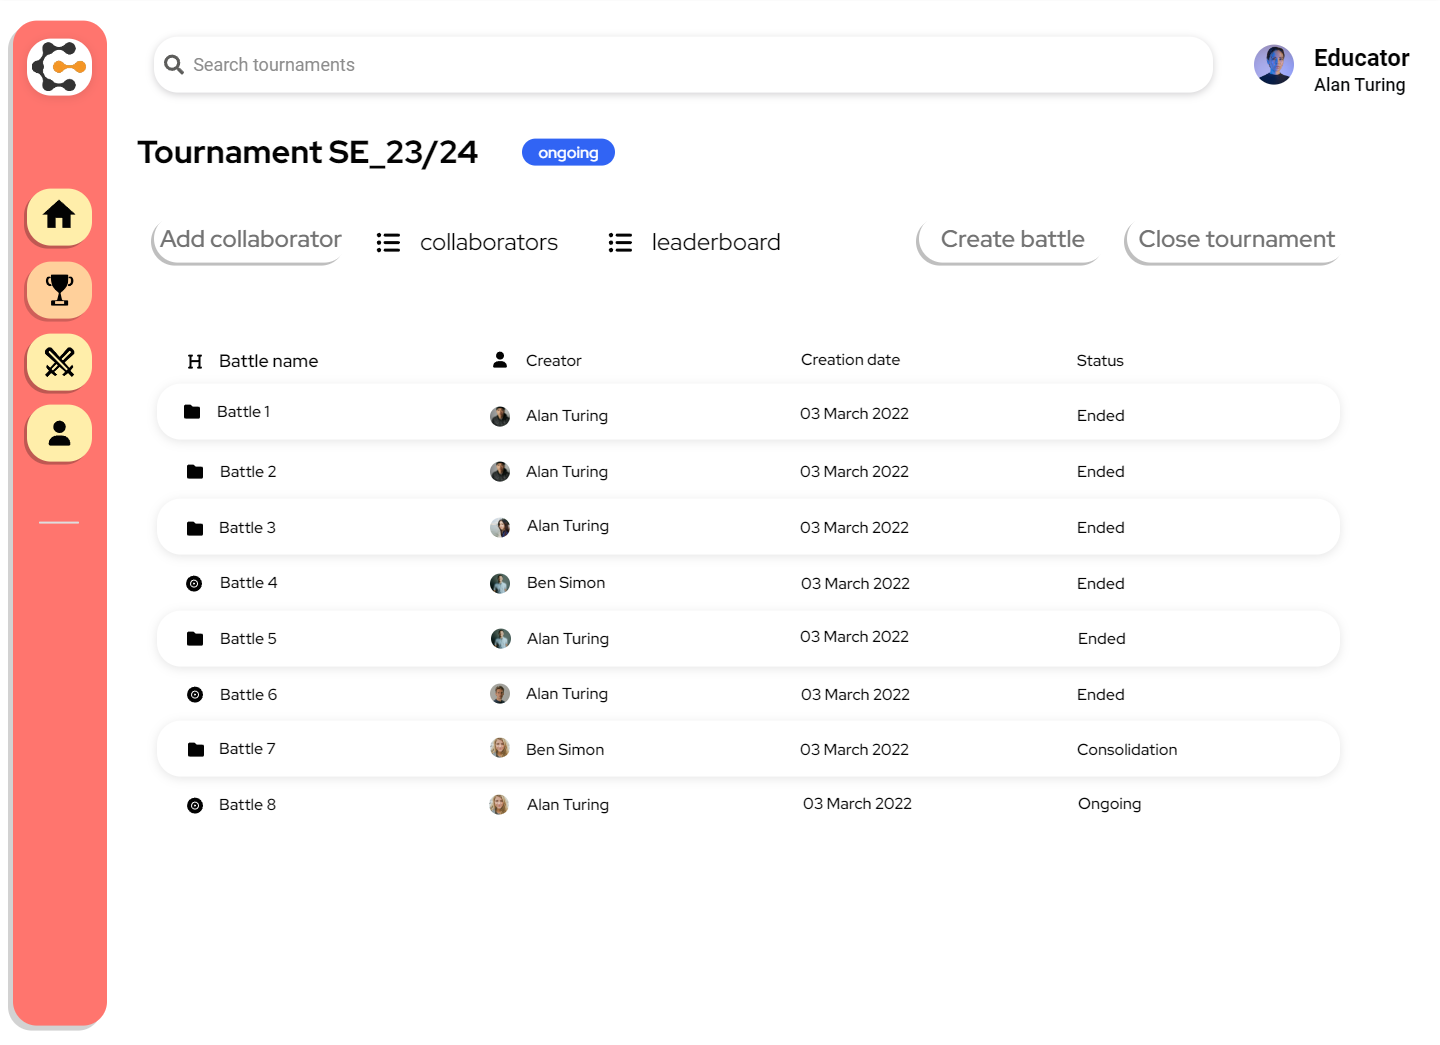 Search tournaments
Educator
Alan Turing
Tournament SE_23/24 ongoing
Add collaborator collaborators leaderboard Create battle Close tournament
Battle name Creator Creation date Status
Battle 1 Alan Turing 03 March 2022 Ended
Battle 2 Alan Turing 03 March 2022 Ended
Battle 3 Alan Turing 03 March 2022 Ended
Battle 4 Ben Simon 03 March 2022 Ended
Battle 5 Alan Turing 03 March 2022 Ended
Battle 6 Alan Turing 03 March 2022 Ended
Battle 7 Ben Simon 03 March 2022 Consolidation
Battle 8 Alan Turing 03 March 2022 Ongoing